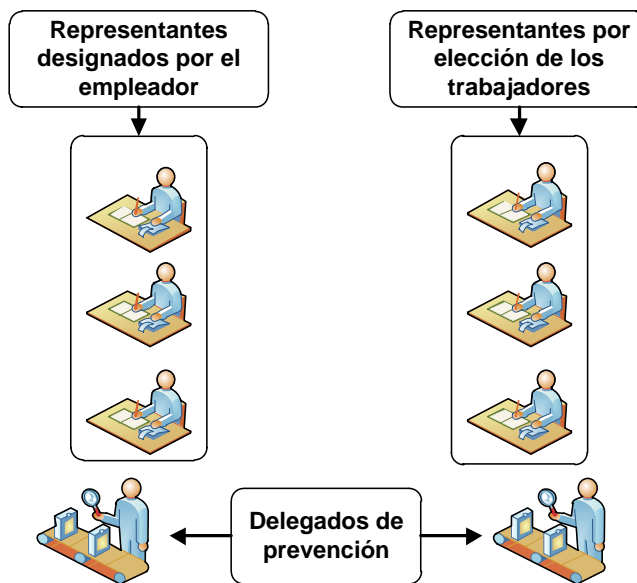 Representantes
designados por el
empleador
Representantes por
elección de los
trabajadores
Delegados de
prevención